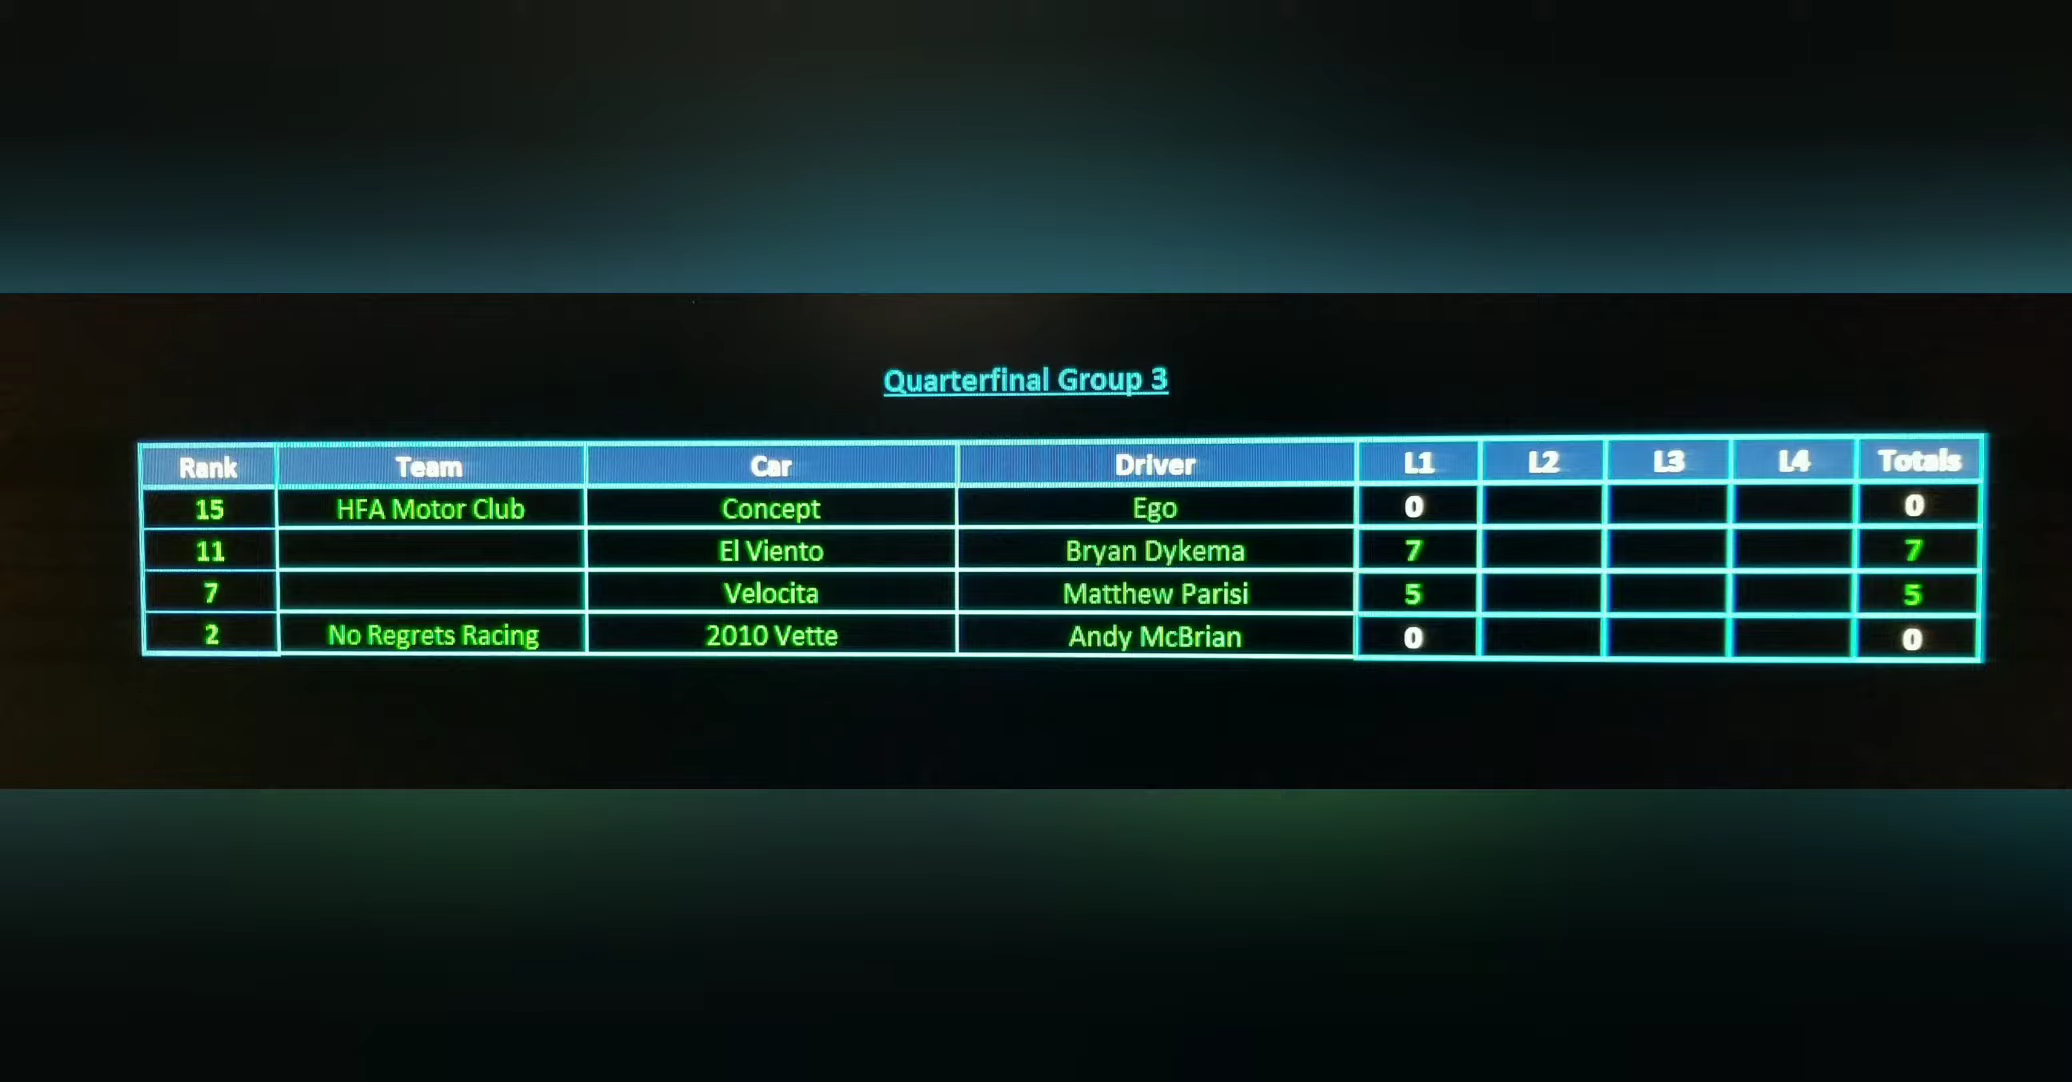 Quarterfinal Group 3
Rank Team Car Driver L1 L2 L3 L4 Totals
15 HFA Motor Club Concept Ego 0 0
11 El Viento Bryan Dykema 7 7
7 Velocita Matthew Parisi 5 5
2 No Regrets Racing 2010 Vette Andy McBrian 0 0